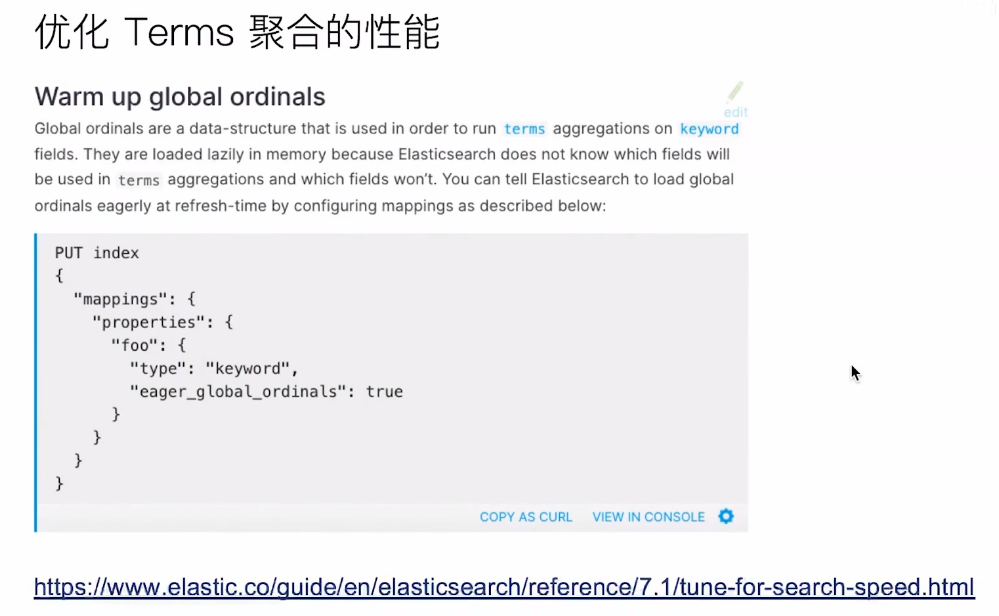 优化 Terms 聚合的性能
Warm up global ordinals
edit
Global ordinals are a data-structure that is used in order to run terms aggregations on keyword
fields. They are loaded lazily in memory because Elasticsearch does not know which fields will
be used in terms aggregations and which fields won't. You can tell Elasticsearch to load global
ordinals eagerly at refresh-time by configuring mappings as described below:
PUT index
{
  "mappings": {
    "properties": {
      "foo": {
        "type": "keyword",
        "eager_global_ordinals": true
      }
    }
  }
}
COPY AS CURL VIEW IN CONSOLE
https://www.elastic.co/guide/en/elasticsearch/reference/7.1/tune-for-search-speed.html